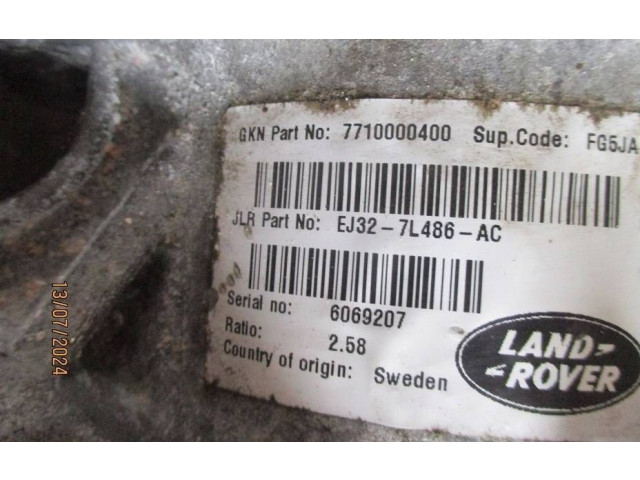 GKN Part No: 7710000400 Sup.Code: FG5JA
JLR Part No: EJ32-7L486-AC
Serial no: 6069207
Ratio: 2.58
Country of origin: Sweden
LAND
ROVER
13/07/2024